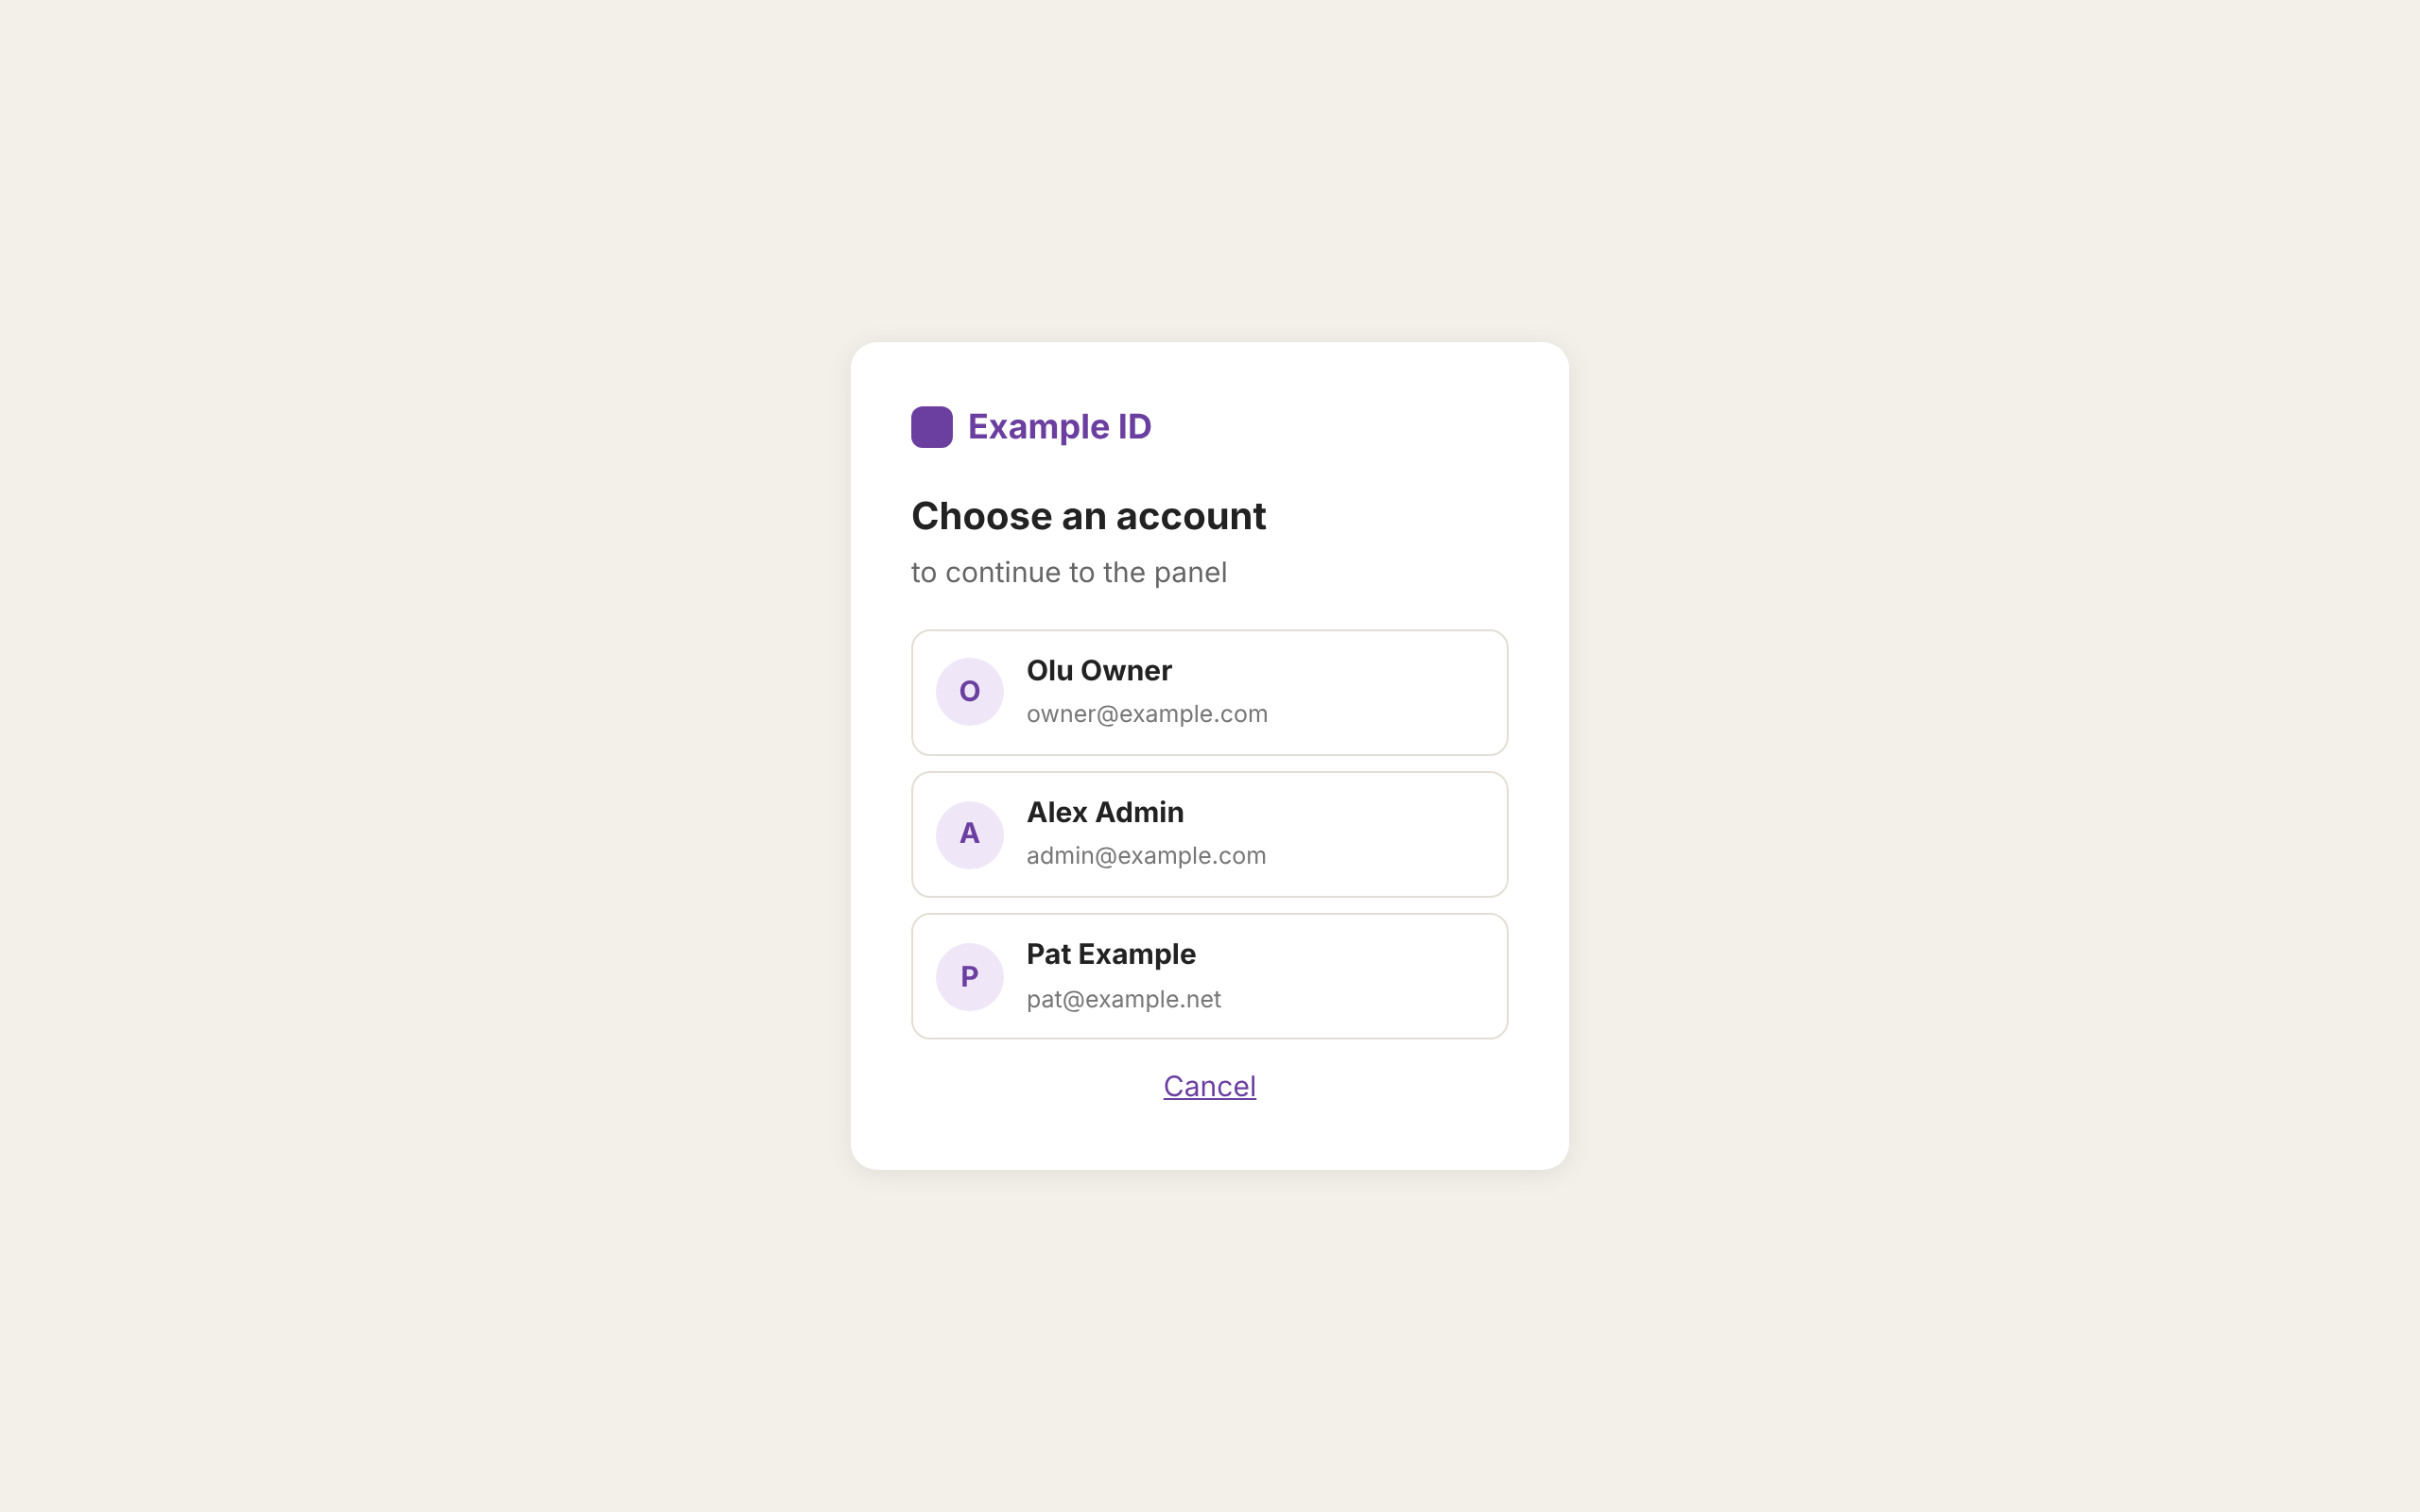 Example ID
Choose an account
to continue to the panel
O
Olu Owner
owner@example.com
A
Alex Admin
admin@example.com
P
Pat Example
pat@example.net
Cancel